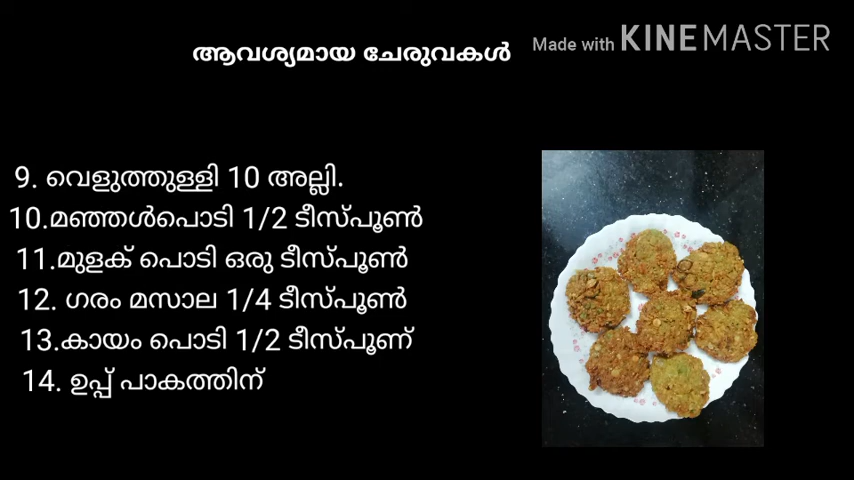 ആവശ്യമായ ചേരുവകൾ
Made with KINEMASTER
9. വെളുത്തുള്ളി 10 അല്ലി.
10.മഞ്ഞൾപൊടി 1/2 ടീസ്പൂൺ
11.മുളക് പൊടി ഒരു ടീസ്പൂൺ
12. ഗരം മസാല 1/4 ടീസ്പൂൺ
13.കായം പൊടി 1/2 ടീസ്പൂണ്
14. ഉപ്പ് പാകത്തിന്